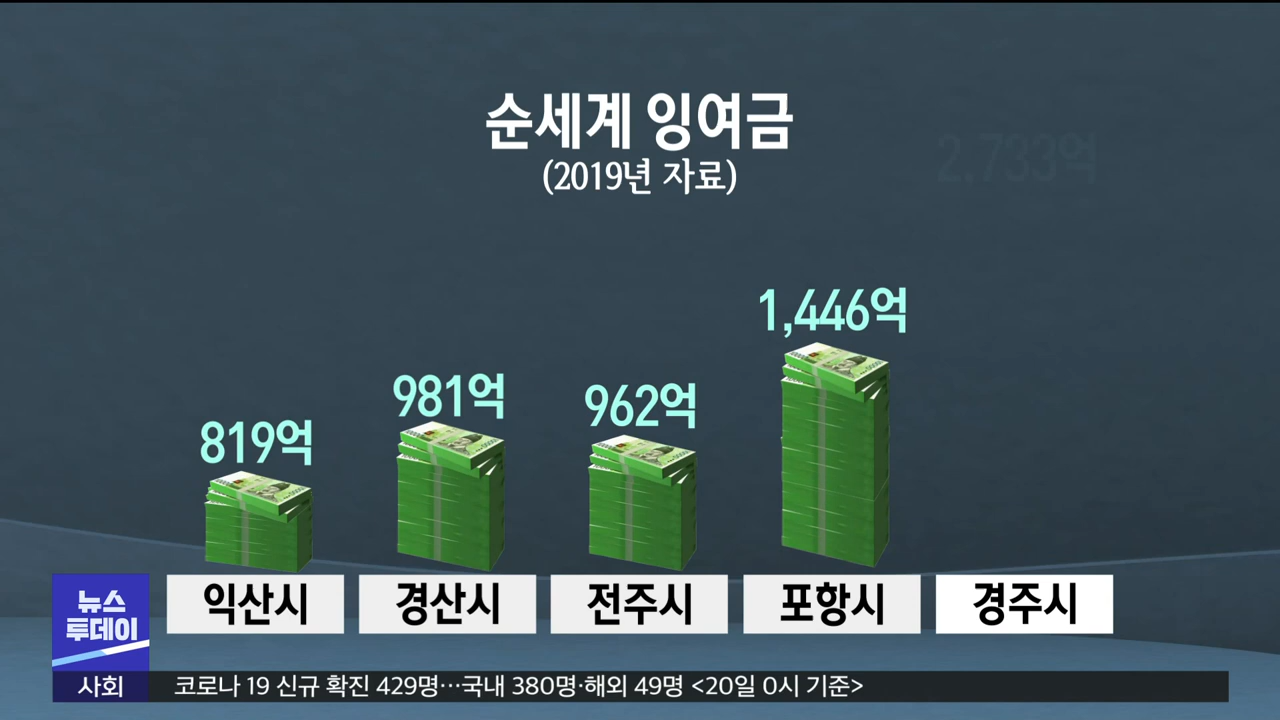 순세계 잉여금
(2019년 자료)
2,733억
1,446억
981억
962억
819억
익산시
경산시
전주시
포항시
경주시
뉴스
투데이
사회
코로나 19 신규 확진 429명…국내 380명·해외 49명 <20일 0시 기준>